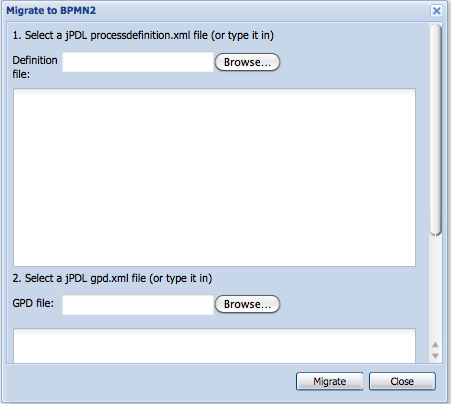 Migrate to BPMN2
1. Select a jPDL processdefinition.xml file (or type it in)
Definition
file:
Browse...
2. Select a jPDL gpd.xml file (or type it in)
GPD file:
Browse...
Migrate
Close